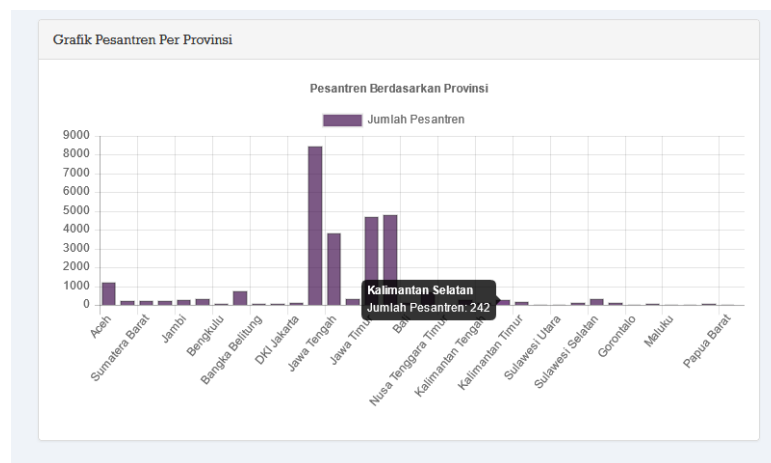 Grafik Pesantren Per Provinsi
Pesantren Berdasarkan Provinsi
Jumlah Pesantren
9000
8000
7000
6000
5000
4000
3000
2000
1000
0
Kalimantan Selatan
Jumlah Pesantren: 242
Aceh
Sumatera Barat
Jambi
Bengkulu
Bangka Belitung
DKI Jakarta
Jawa Tengah
Jawa Timur
Bali
Nusa Tenggara Timur
Kalimantan Tengah
Kalimantan Timur
Sulawesi Utara
Sulawesi Selatan
Gorontalo
Maluku
Papua Barat